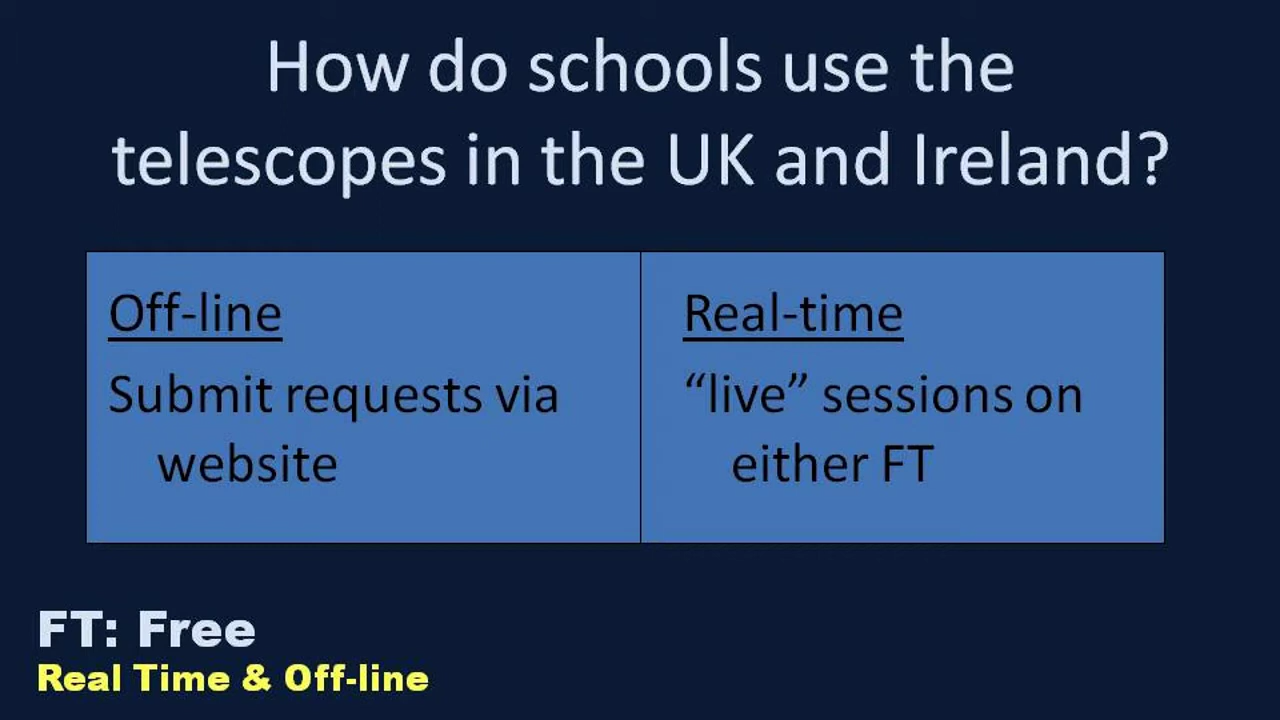 How do schools use the
telescopes in the UK and Ireland?
Off-line
Submit requests via
website
Real-time
“live” sessions on
either FT
FT: Free
Real Time & Off-line